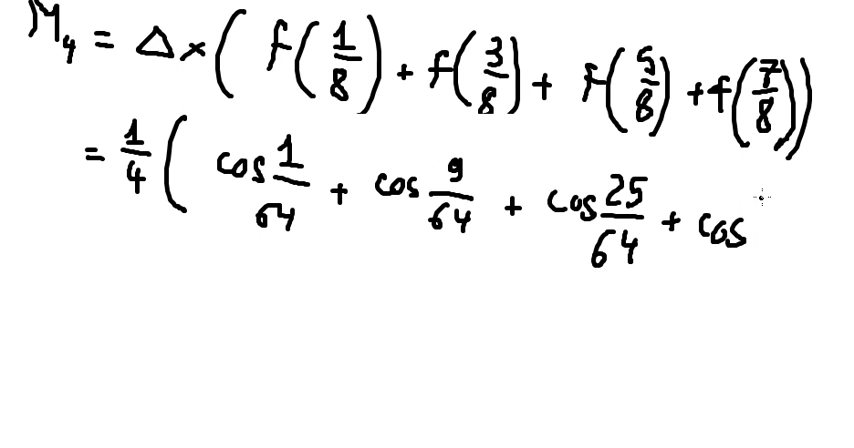 M₄ = Δx( f(1/8) + f(3/8) + f(5/8) + f(7/8))
= 1/4 ( cos 1/64 + cos 9/64 + cos 25/64 + cos